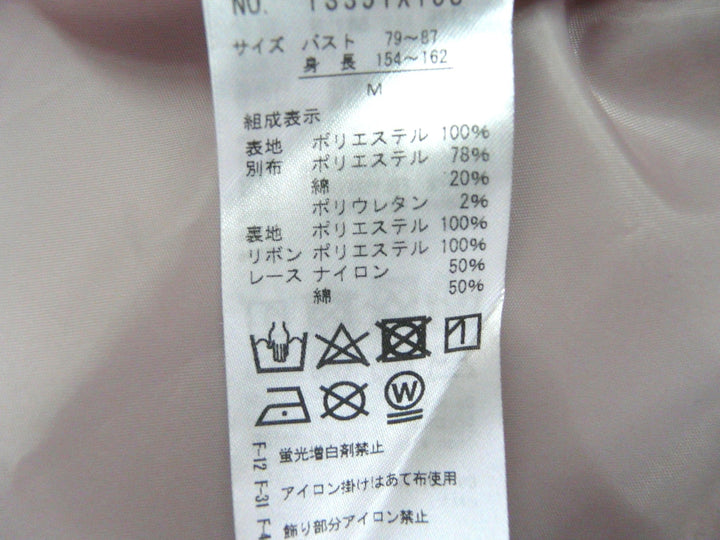 NO.
サイズ バスト 79〜87
身 長 154〜162
M
組成表示
表地 ポリエステル 100%
別布 ポリエステル 78%
綿 20%
ポリウレタン 2%
裏地 ポリエステル 100%
リボン ポリエステル 100%
レース ナイロン 50%
綿 50%
W
F-12 蛍光増白剤禁止
F-31 アイロン掛けはあて布使用
飾り部分アイロン禁止